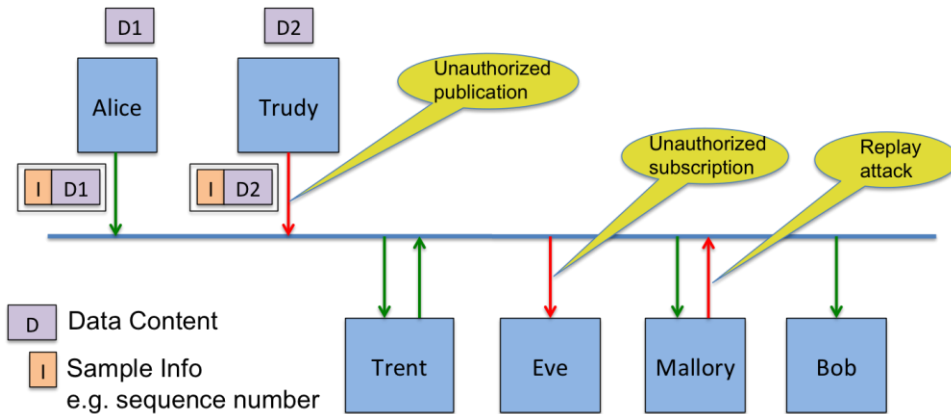 D1
D2
Alice
Trudy
Unauthorized
publication
Unauthorized
subscription
Replay
attack
I D1
I D2
D Data Content
I Sample Info
e.g. sequence number
Trent
Eve
Mallory
Bob